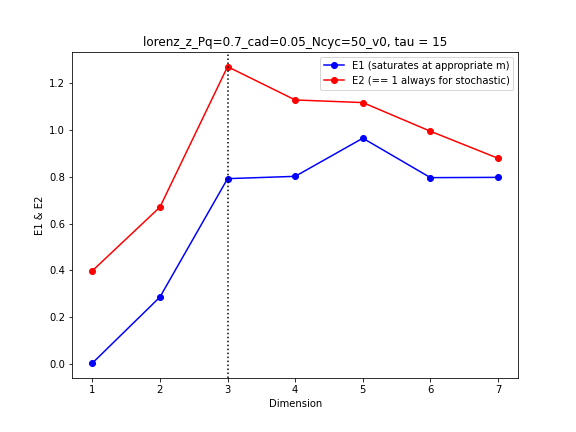 lorenz_z_Pq=0.7_cad=0.05_Ncyc=50_v0, tau = 15
E1 (saturates at appropriate m)
E2 (== 1 always for stochastic)
E1 & E2
1.2
1.0
0.8
0.6
0.4
0.2
0.0
1 2 3 4 5 6 7
Dimension